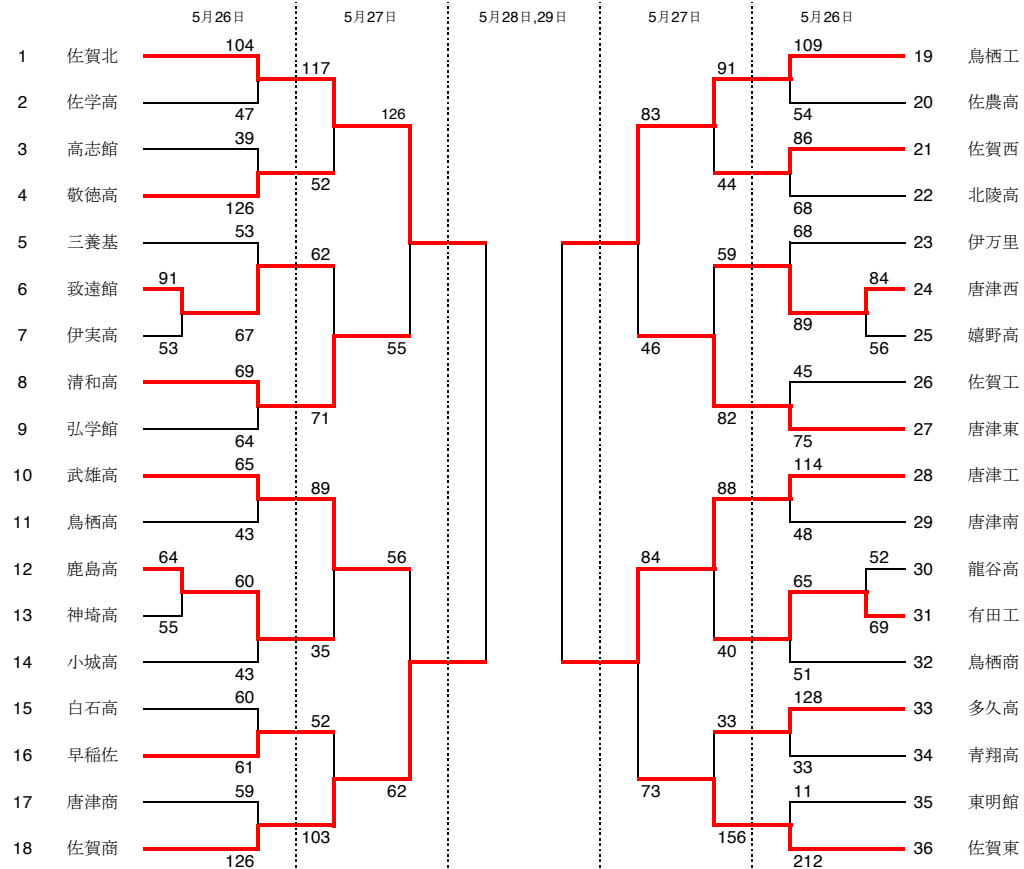 5月26日 5月27日 5月28日,29日 5月27日 5月26日
104 109
1 佐賀北 19 鳥栖工
117 91
2 佐学高 20 佐農高
47 126 83 54
39 86
3 高志館 21 佐賀西
52 44
4 敬徳高 22 北陵高
126 68
53 68
5 三養基 23 伊万里
62 59
91 84
6 致遠館 24 唐津西
89
7 伊実高 25 嬉野高
53 67 55 46 56
69 45
8 清和高 26 佐賀工
71 82
9 弘学館 27 唐津東
64 75
65 114
10 武雄高 28 唐津工
89 88
11 鳥栖高 29 唐津南
43 48
64 56 84 52
12 鹿島高 30 龍谷高
60 65
13 神埼高 31 有田工
55 69
35 40
14 小城高 32 鳥栖商
43 51
60 128
15 白石高 33 多久高
52 33
16 早稲佐 34 青翔高
61 33
59 62 73 11
17 唐津商 35 東明館
103 156
18 佐賀商 36 佐賀東
126 212